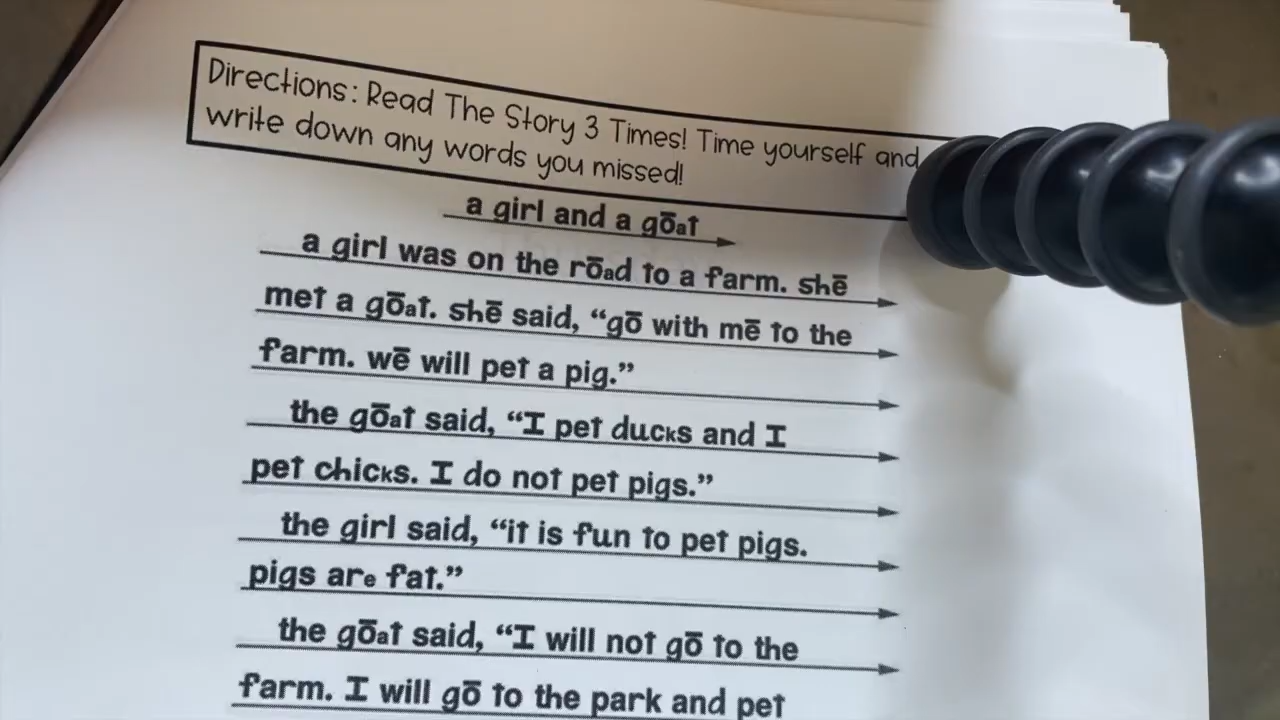 Directions: Read The Story 3 Times! Time yourself and
write down any words you missed!
a girl and a gōat
a girl was on the rōad to a farm. shē
met a gōat. shē said, “gō with mē to the
farm. wē will pet a pig.”
the gōat said, “I pet ducks and I
pet chicks. I do not pet pigs.”
the girl said, “it is fun to pet pigs.
pigs are fat.”
the gōat said, “I will not gō to the
farm. I will gō to the park and pet